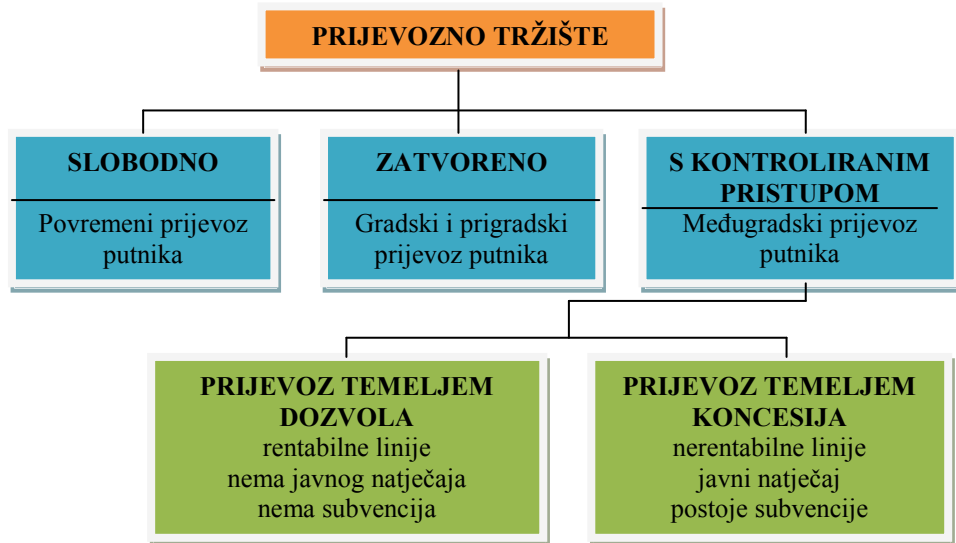 PRIJEVOZNO TRŽIŠTE
SLOBODNO
Povremeni prijevoz
putnika
ZATVORENO
Gradski i prigradski
prijevoz putnika
S KONTROLIRANIM
PRISTUPOM
Međugradski prijevoz
putnika
PRIJEVOZ TEMELJEM
DOZVOLA
rentabilne linije
nema javnog natječaja
nema subvencija
PRIJEVOZ TEMELJEM
KONCESIJA
nerentabilne linije
javni natječaj
postoje subvencije